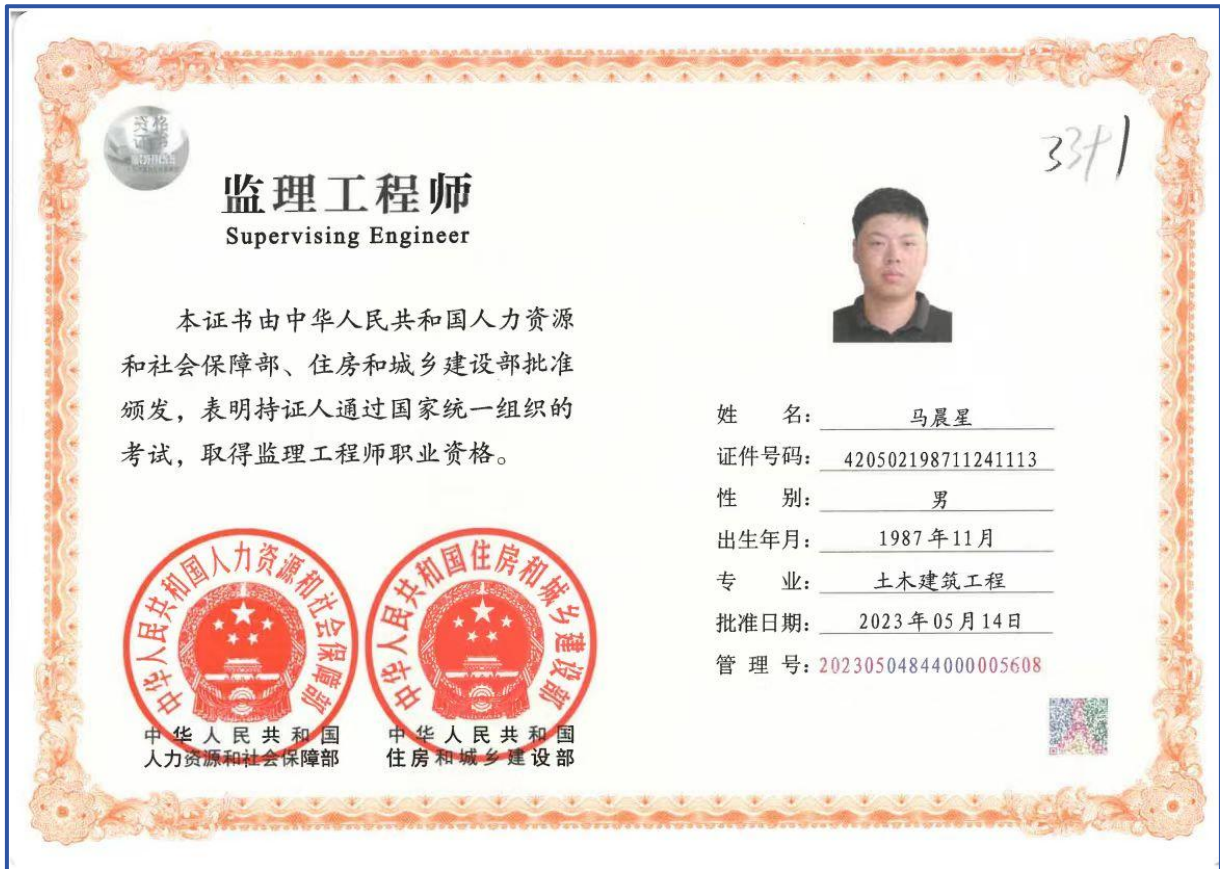 资格
证书
监理工程师
Supervising Engineer
本证书由中华人民共和国人力资源
和社会保障部、住房和城乡建设部批准
颁发，表明持证人通过国家统一组织的
考试，取得监理工程师职业资格。
中华人民共和国人力资源和社会保障部
中华人民共和国住房和城乡建设部
中华人民共和国
人力资源和社会保障部
中华人民共和国
住房和城乡建设部
姓 名：马晨星
证件号码：420502198711241113
性 别：男
出生年月：1987年11月
专 业：土木建筑工程
批准日期：2023年05月14日
管 理 号：20230504844000005608